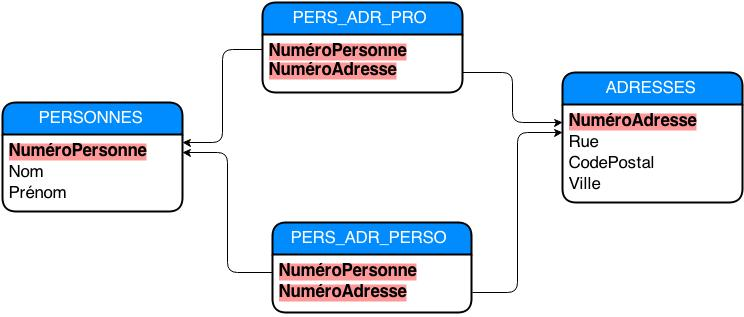 PERS_ADR_PRO
NuméroPersonne
NuméroAdresse
PERSONNES
NuméroPersonne
Nom
Prénom
ADRESSES
NuméroAdresse
Rue
CodePostal
Ville
PERS_ADR_PERSO
NuméroPersonne
NuméroAdresse